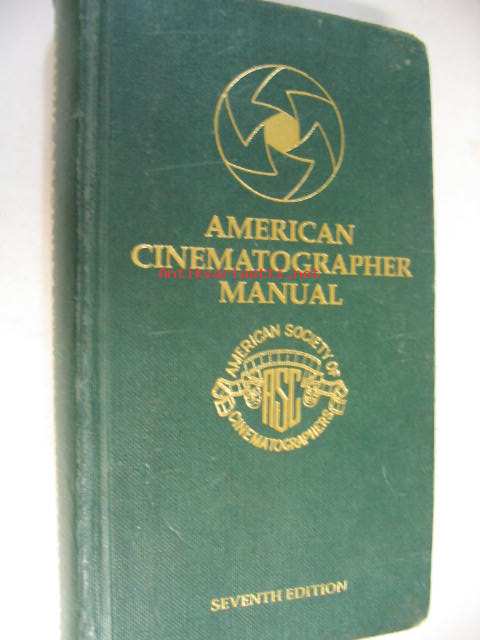 AMERICAN
CINEMATOGRAPHER
MANUAL
AMERICAN SOCIETY OF
ASC
CINEMATOGRAPHERS
SEVENTH EDITION